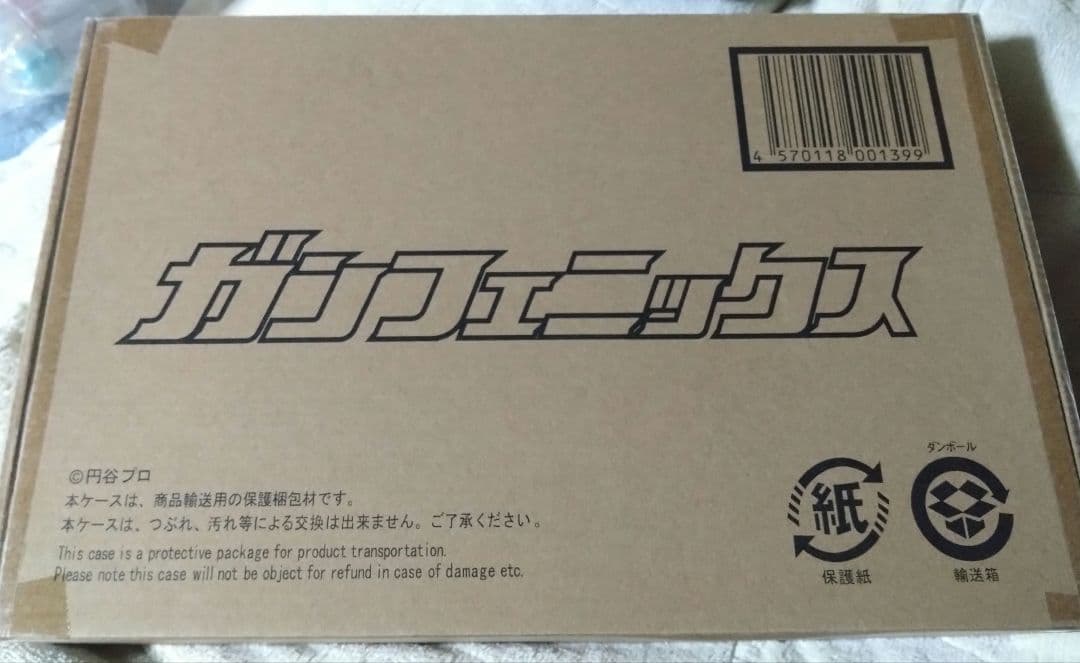 4 570118 001399
ガンフェニックス
©円谷プロ
本ケースは、商品輸送用の保護梱包材です。
本ケースは、つぶれ、汚れ等による交換は出来ません。ご了承ください。
This case is a protective package for product transportation.
Please note this case will not be object for refund in case of damage etc.
紙
保護紙
ダンボール
輸送箱